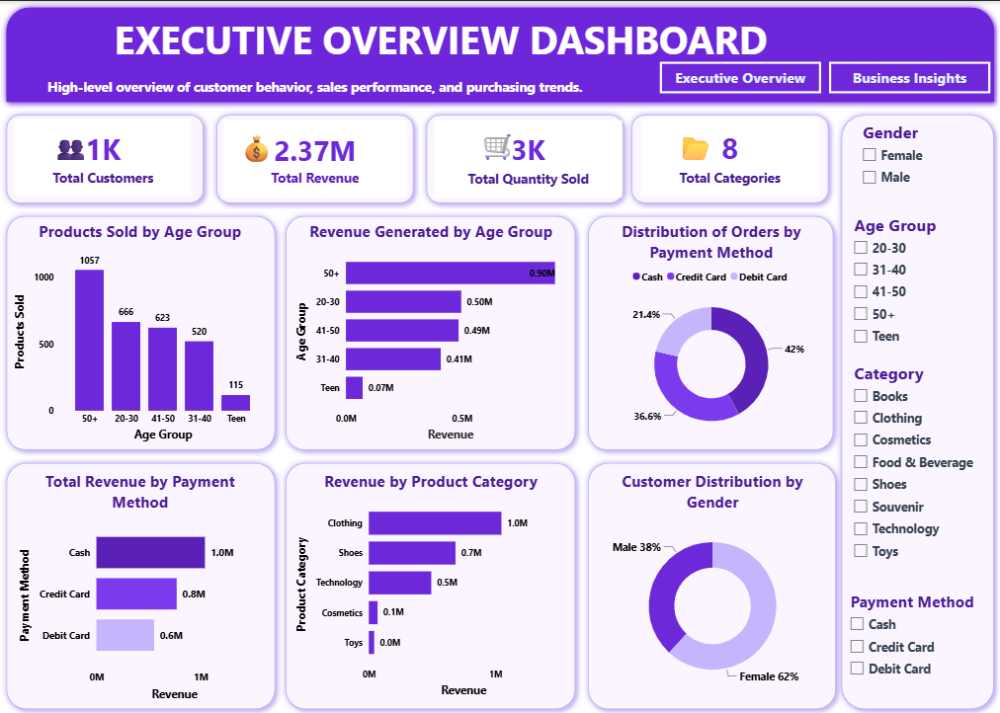 EXECUTIVE OVERVIEW DASHBOARD
High-level overview of customer behavior, sales performance, and purchasing trends.
Executive Overview
Business Insights
1K
Total Customers
2.37M
Total Revenue
3K
Total Quantity Sold
8
Total Categories
Products Sold by Age Group
Products Sold
1000
500
0
1057
666
623
520
115
50+
20-30
41-50
31-40
Teen
Age Group
Revenue Generated by Age Group
Age Group
50+
0.90M
20-30
0.50M
41-50
0.49M
31-40
0.41M
Teen
0.07M
0.0M
0.5M
Revenue
Distribution of Orders by
Payment Method
Cash
Credit Card
Debit Card
21.4%
42%
36.6%
Total Revenue by Payment
Method
Payment Method
Cash
1.0M
Credit Card
0.8M
Debit Card
0.6M
0M
1M
Revenue
Revenue by Product Category
Product Category
Clothing
1.0M
Shoes
0.7M
Technology
0.5M
Cosmetics
0.1M
Toys
0.0M
0M
1M
Revenue
Customer Distribution by
Gender
Male 38%
Female 62%
Gender
Female
Male
Age Group
20-30
31-40
41-50
50+
Teen
Category
Books
Clothing
Cosmetics
Food & Beverage
Shoes
Souvenir
Technology
Toys
Payment Method
Cash
Credit Card
Debit Card